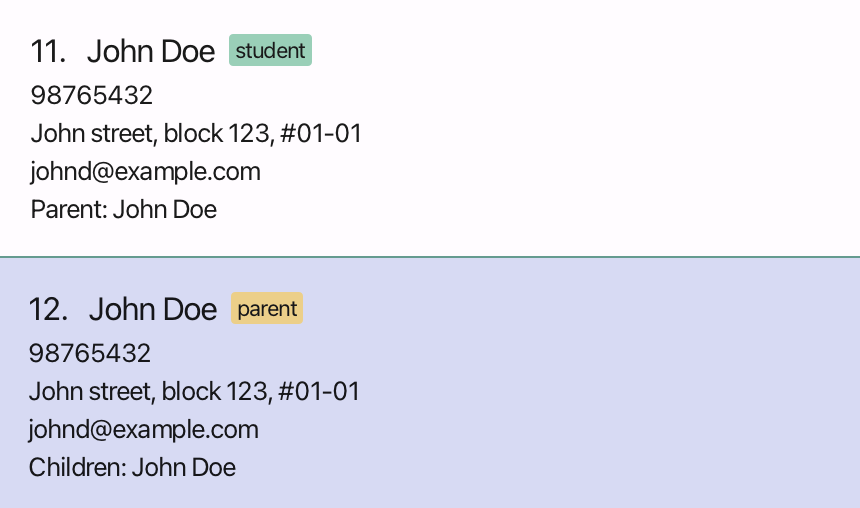 11. John Doe student
98765432
John street, block 123, #01-01
johnd@example.com
Parent: John Doe
12. John Doe parent
98765432
John street, block 123, #01-01
johnd@example.com
Children: John Doe